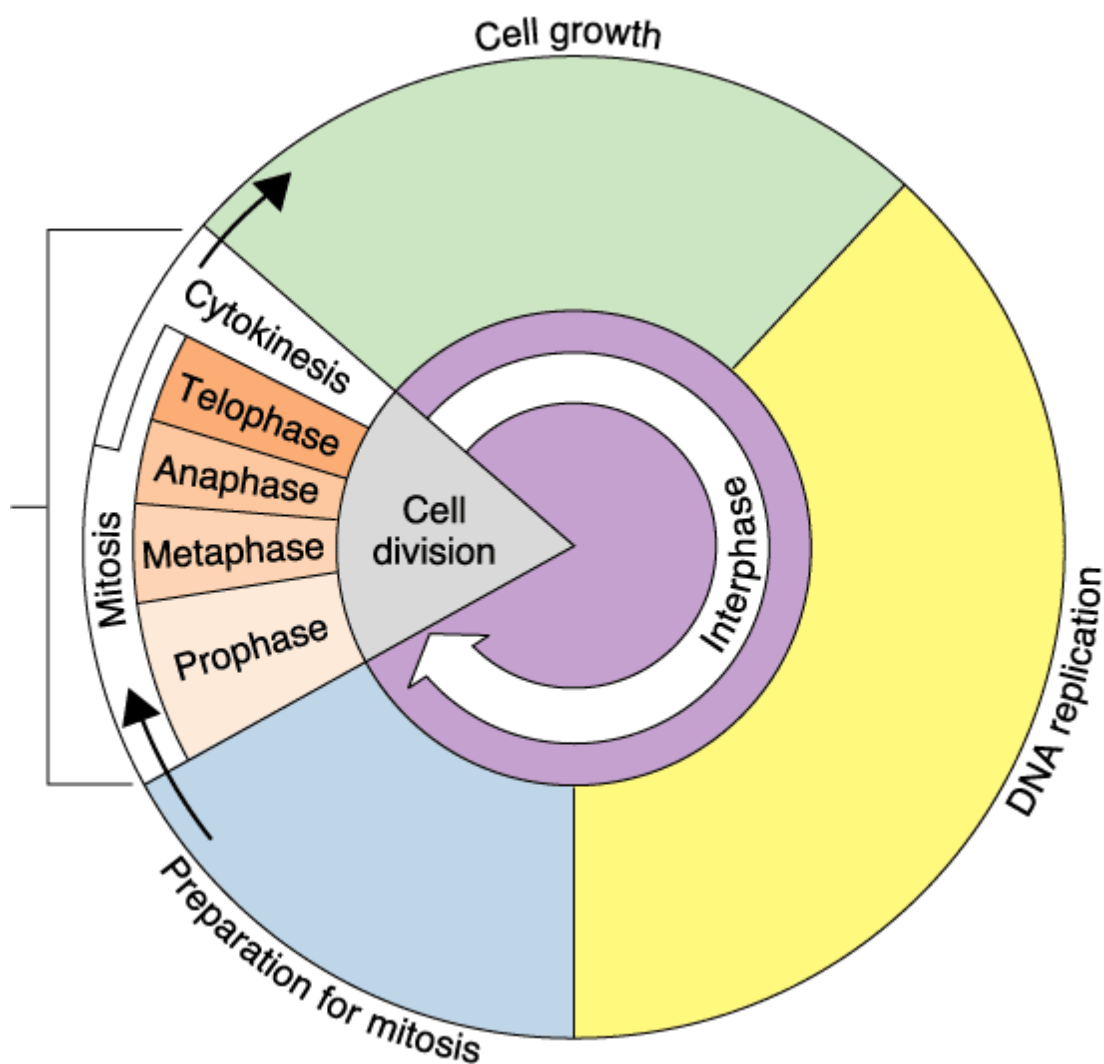 Cell growth
Cytokinesis
Telophase
Anaphase
Metaphase
Prophase
Mitosis
Cell
division
Interphase
DNA replication
Preparation for mitosis